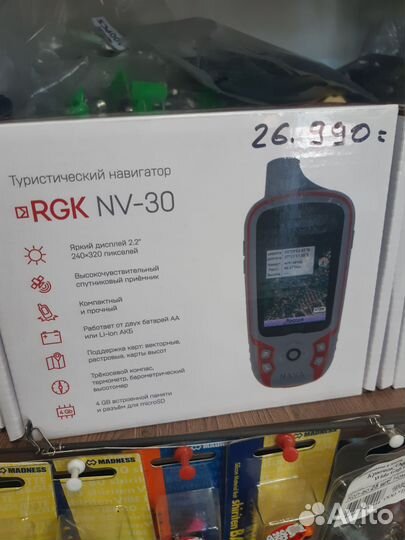 26.990=
Туристический навигатор
RGK NV-30
Яркий дисплей 2.2"
240×320 пикселей
Высокочувствительный
спутниковый приёмник
Компактный
и прочный
Работает от двух батарей AA
или Li-ion АКБ
Поддержка карт: векторные,
растровые, карты высот
Трёхосевой компас,
термометр, барометрический
высотомер
4 Gb
4 GB встроенной памяти
и разъём для microSD
MADNESS
MADNESS
Avito